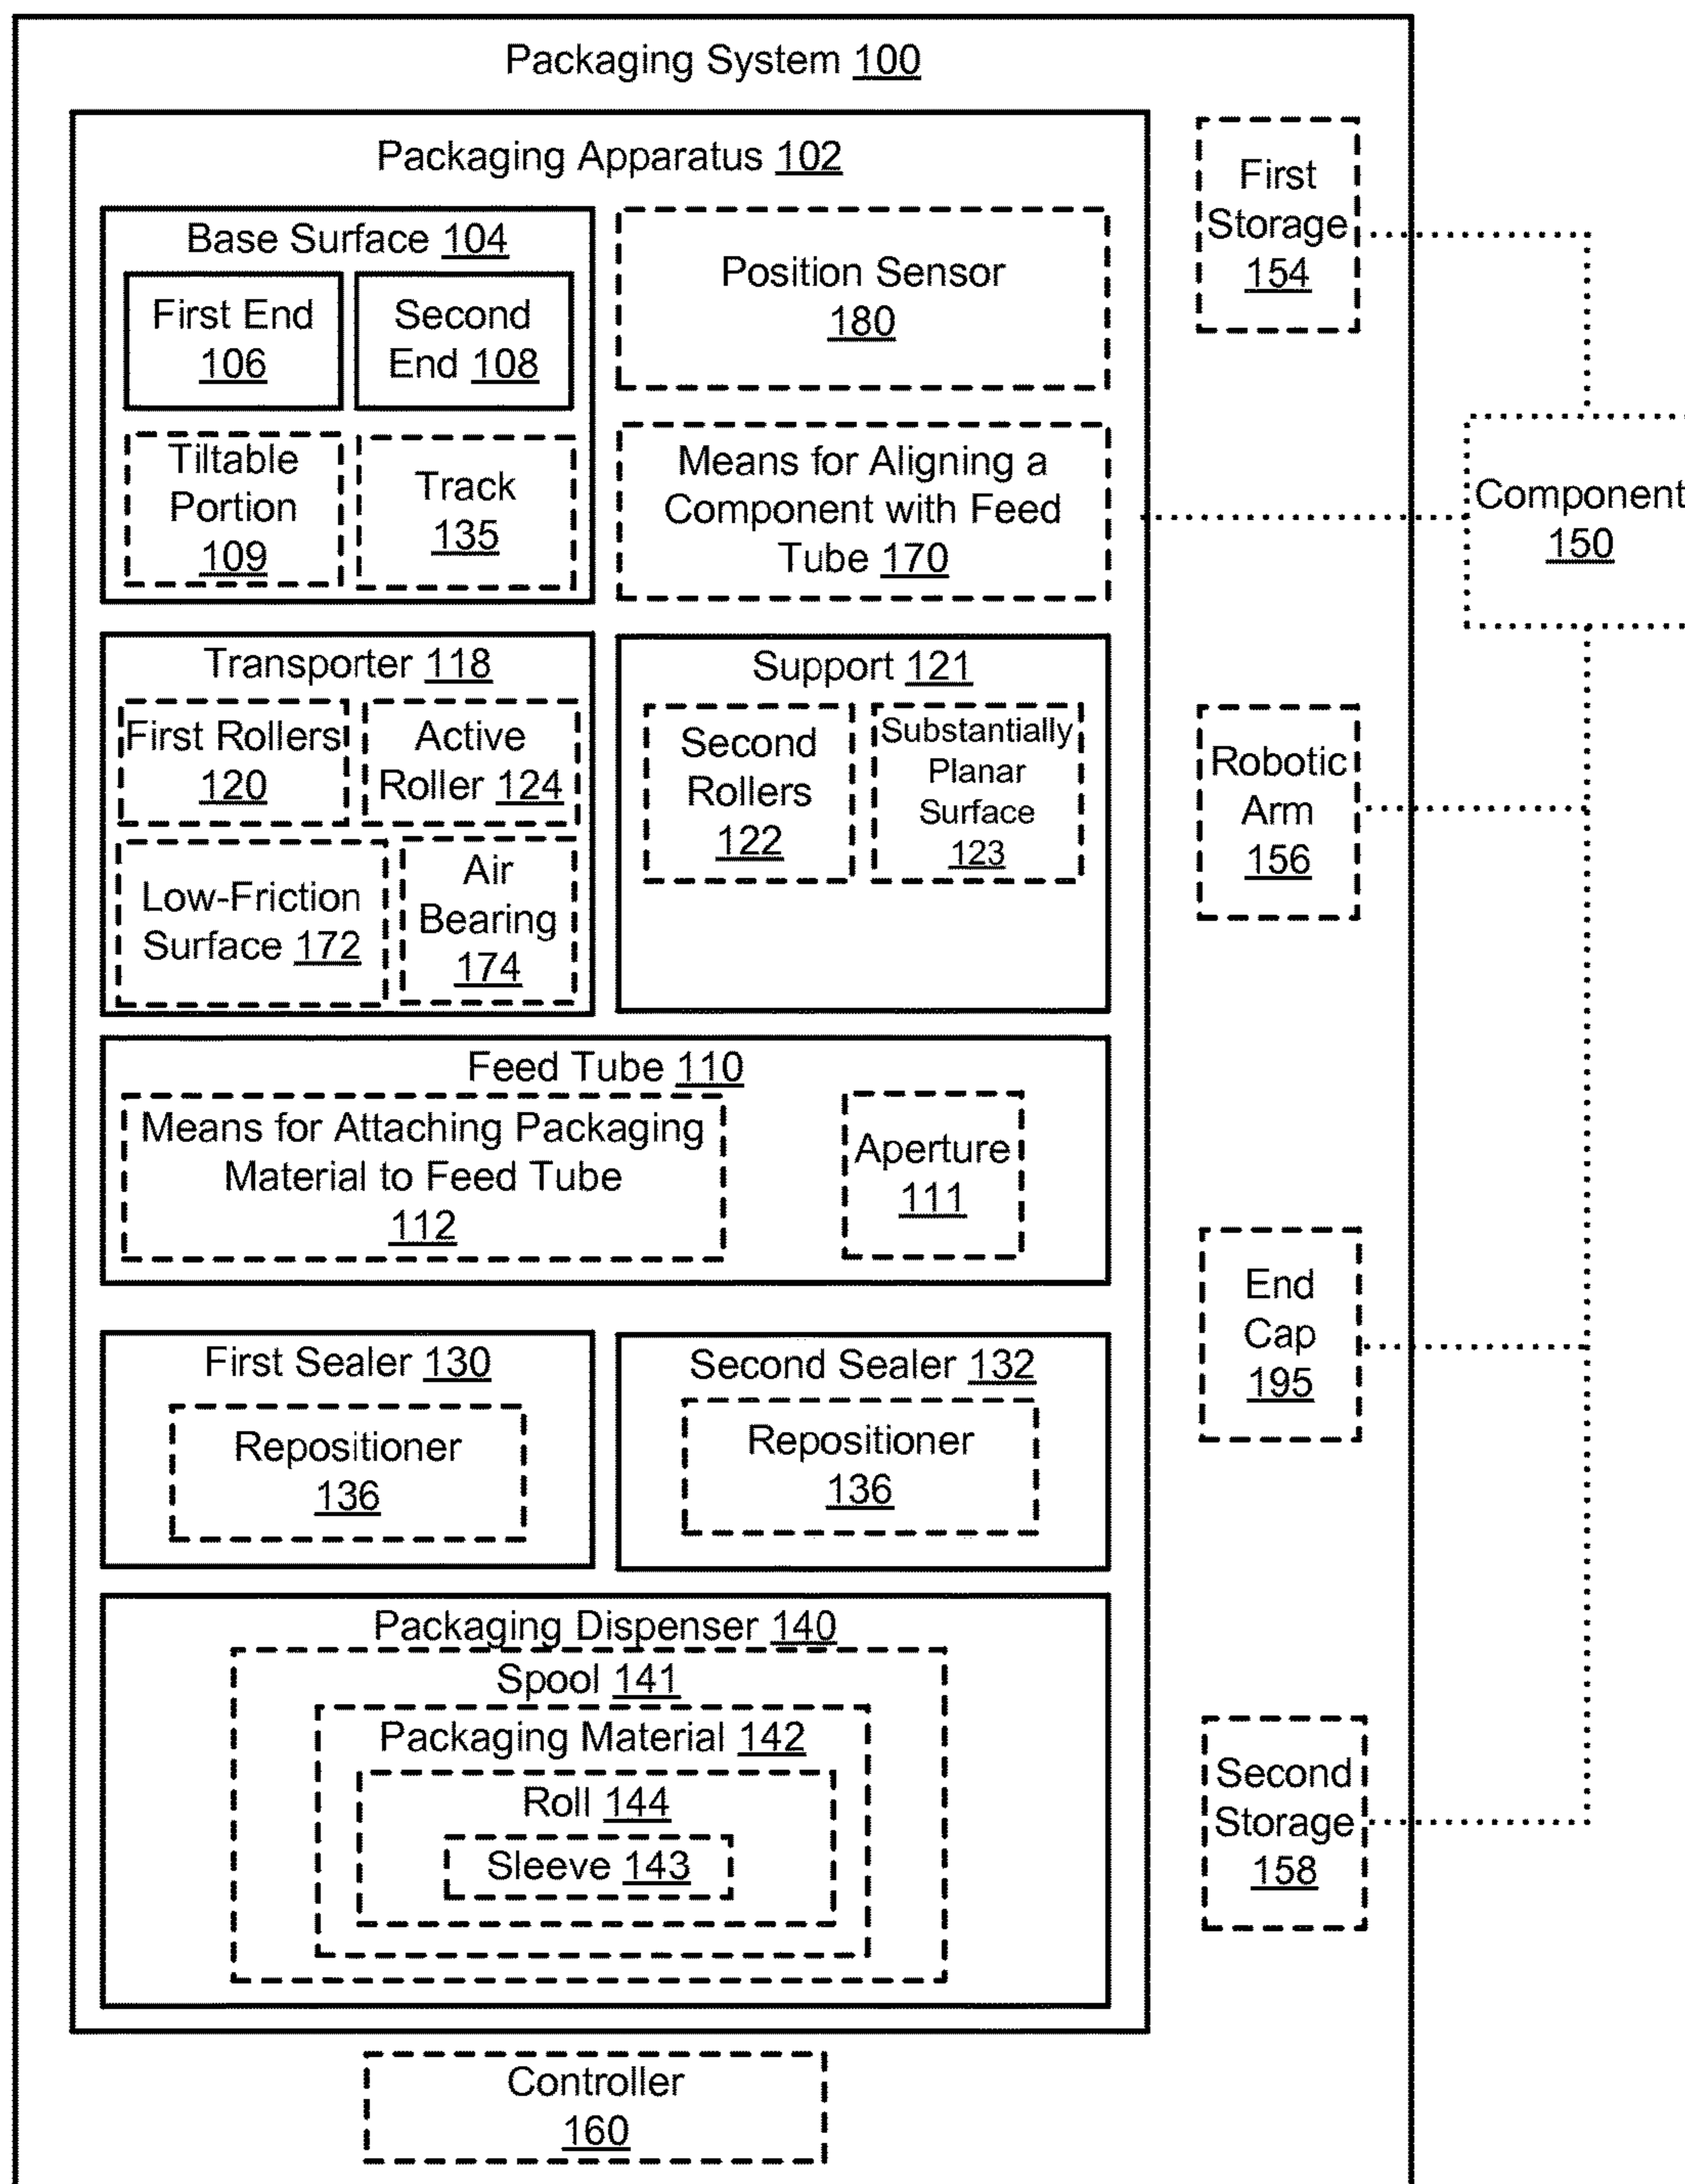 Packaging System 100
Packaging Apparatus 102
Base Surface 104
First End
106
Second
End 108
Tiltable
Portion
109
Track
135
Position Sensor
180
Means for Aligning a
Component with Feed
Tube 170
Transporter 118
First Rollers
120
Active
Roller 124
Low-Friction
Surface 172
Air
Bearing
174
Support 121
Second
Rollers
122
Substantially
Planar
Surface
123
Feed Tube 110
Means for Attaching Packaging
Material to Feed Tube
112
Aperture
111
First Sealer 130
Repositioner
136
Second Sealer 132
Repositioner
136
Packaging Dispenser 140
Spool 141
Packaging Material 142
Roll 144
Sleeve 143
Controller
160
First
Storage
154
Robotic
Arm
156
End
Cap
195
Second
Storage
158
Component
150